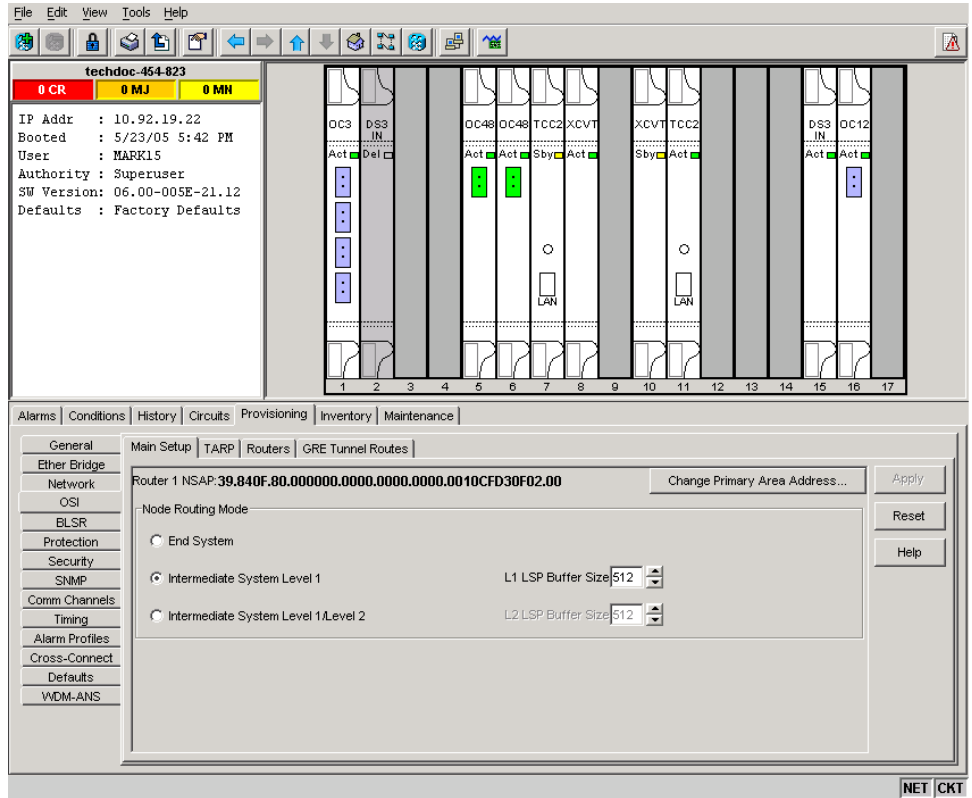 File Edit View Tools Help
techdoc-454-823
0 CR 0 MJ 0 MN
IP Addr : 10.92.19.22
Booted : 5/23/05 5:42 PM
User : MARK15
Authority : Superuser
SW Version: 06.00-005E-21.12
Defaults : Factory Defaults
OC3 DS3 IN OC48 OC48 TCC2 XCVT XCVT TCC2 DS3 IN OC12
Act Del Act Act Sby Act Sby Act Act Act
LAN LAN
1 2 3 4 5 6 7 8 9 10 11 12 13 14 15 16 17
Alarms Conditions History Circuits Provisioning Inventory Maintenance
General
Ether Bridge
Network
OSI
BLSR
Protection
Security
SNMP
Comm Channels
Timing
Alarm Profiles
Cross-Connect
Defaults
WDM-ANS
Main Setup TARP Routers GRE Tunnel Routes
Router 1 NSAP:39.840F.80.000000.0000.0000.0000.0010CFD30F02.00 Change Primary Area Address...
Node Routing Mode
End System
Intermediate System Level 1 L1 LSP Buffer Size 512
Intermediate System Level 1/Level 2 L2 LSP Buffer Size 512
Apply
Reset
Help
NET CKT